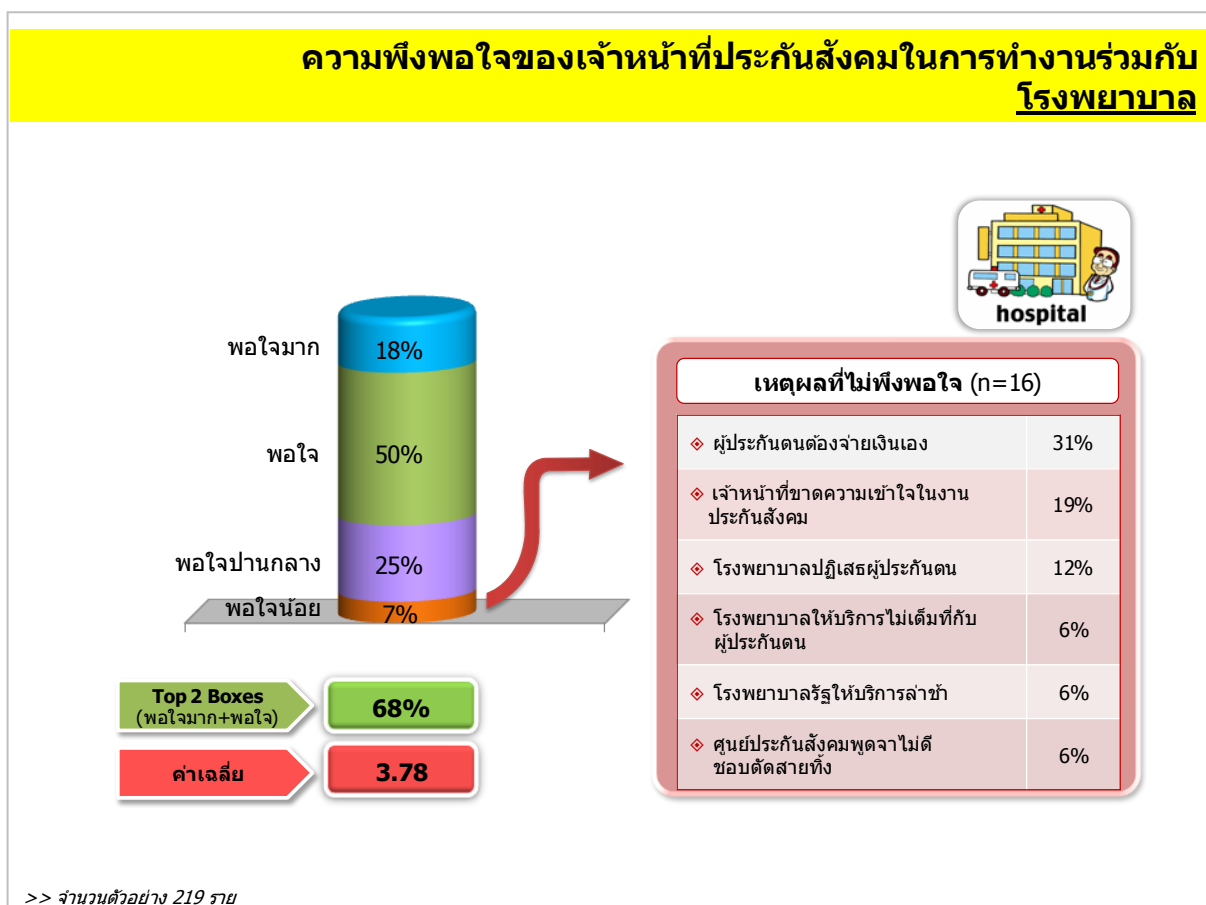 ความพึงพอใจของเจ้าหน้าที่ประกันสังคมในการทำงานร่วมกับ
โรงพยาบาล
hospital
พอใจมาก
18%
พอใจ
50%
พอใจปานกลาง
25%
พอใจน้อย
7%
Top 2 Boxes
(พอใจมาก+พอใจ)
68%
ค่าเฉลี่ย
3.78
เหตุผลที่ไม่พึงพอใจ (n=16)
ผู้ประกันตนต้องจ่ายเงินเอง
31%
เจ้าหน้าที่ขาดความเข้าใจในงาน
ประกันสังคม
19%
โรงพยาบาลปฏิเสธผู้ประกันตน
12%
โรงพยาบาลให้บริการไม่เต็มที่กับ
ผู้ประกันตน
6%
โรงพยาบาลรัฐให้บริการล่าช้า
6%
ศูนย์ประกันสังคมพูดจาไม่ดี
ชอบตัดสายทิ้ง
6%
>> จำนวนตัวอย่าง 219 ราย